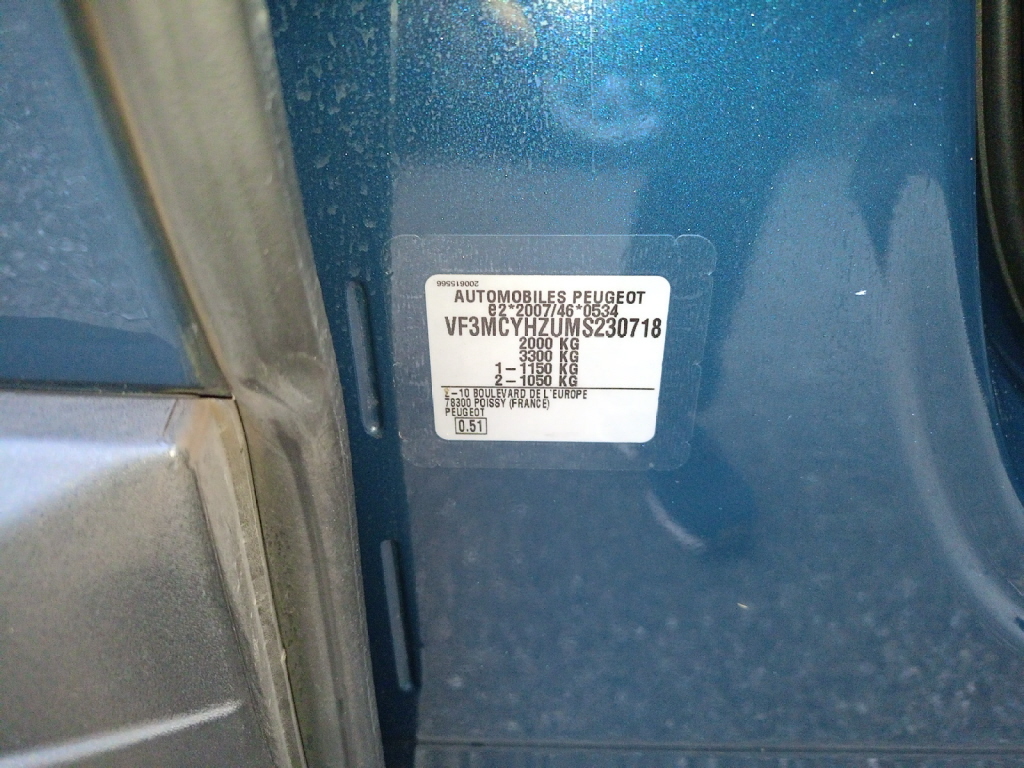 200615566
AUTOMOBILES PEUGEOT
e2*2007/46*0534
VF3MCYHZUMS230718
2000 KG
3300 KG
1-1150 KG
2-1050 KG
2-10 BOULEVARD DE L'EUROPE
78300 POISSY (FRANCE)
PEUGEOT
0.51